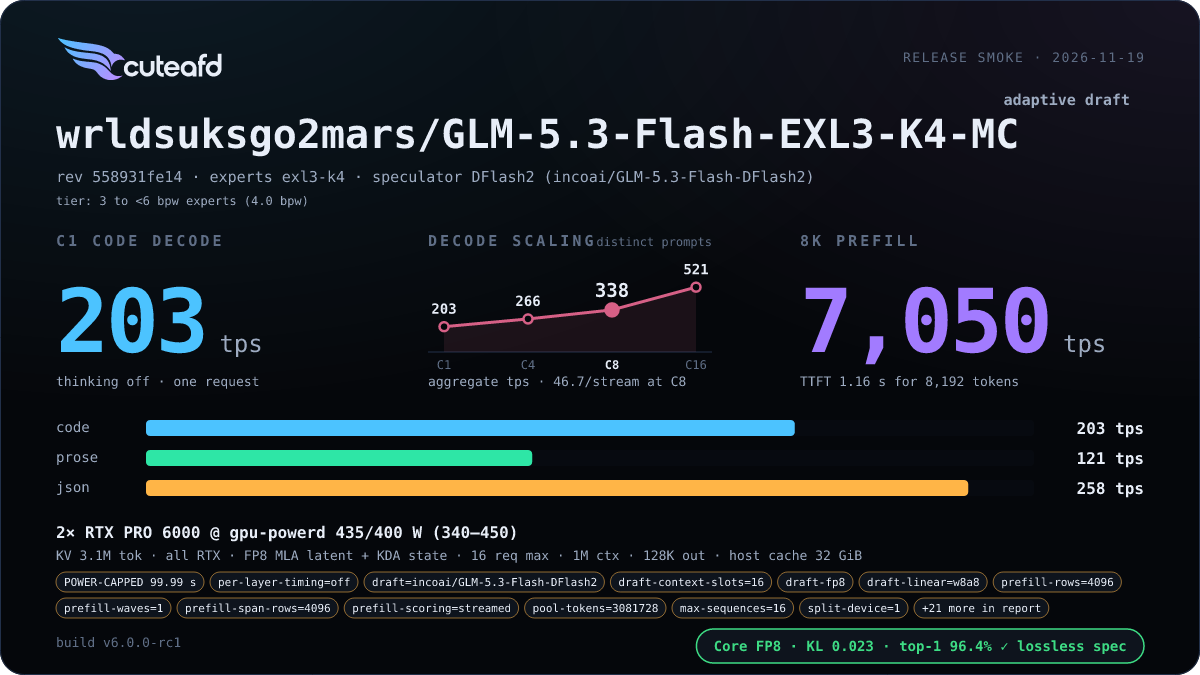 cuteafd
RELEASE SMOKE · 2026-11-19
adaptive draft
wrldsuksgo2mars/GLM-5.3-Flash-EXL3-K4-MC
rev 558931fe14 · experts exl3-k4 · speculator DFlash2 (incoai/GLM-5.3-Flash-DFlash2)
tier: 3 to <6 bpw experts (4.0 bpw)
C1 CODE DECODE
203 tps
thinking off · one request
DECODE SCALING distinct prompts
203 266 338 521
C1 C4 C8 C16
aggregate tps · 46.7/stream at C8
8K PREFILL
7,050 tps
TTFT 1.16 s for 8,192 tokens
code 203 tps
prose 121 tps
json 258 tps
2× RTX PRO 6000 @ gpu-powerd 435/400 W (340–450)
KV 3.1M tok · all RTX · FP8 MLA latent + KDA state · 16 req max · 1M ctx · 128K out · host cache 32 GiB
POWER-CAPPED 99.99 s per-layer-timing=off draft=incoai/GLM-5.3-Flash-DFlash2 draft-context-slots=16 draft-fp8 draft-linear=w8a8 prefill-rows=4096
prefill-waves=1 prefill-span-rows=4096 prefill-scoring=streamed pool-tokens=3081728 max-sequences=16 split-device=1 +21 more in report
build v6.0.0-rc1
Core FP8 · KL 0.023 · top-1 96.4% ✓ lossless spec